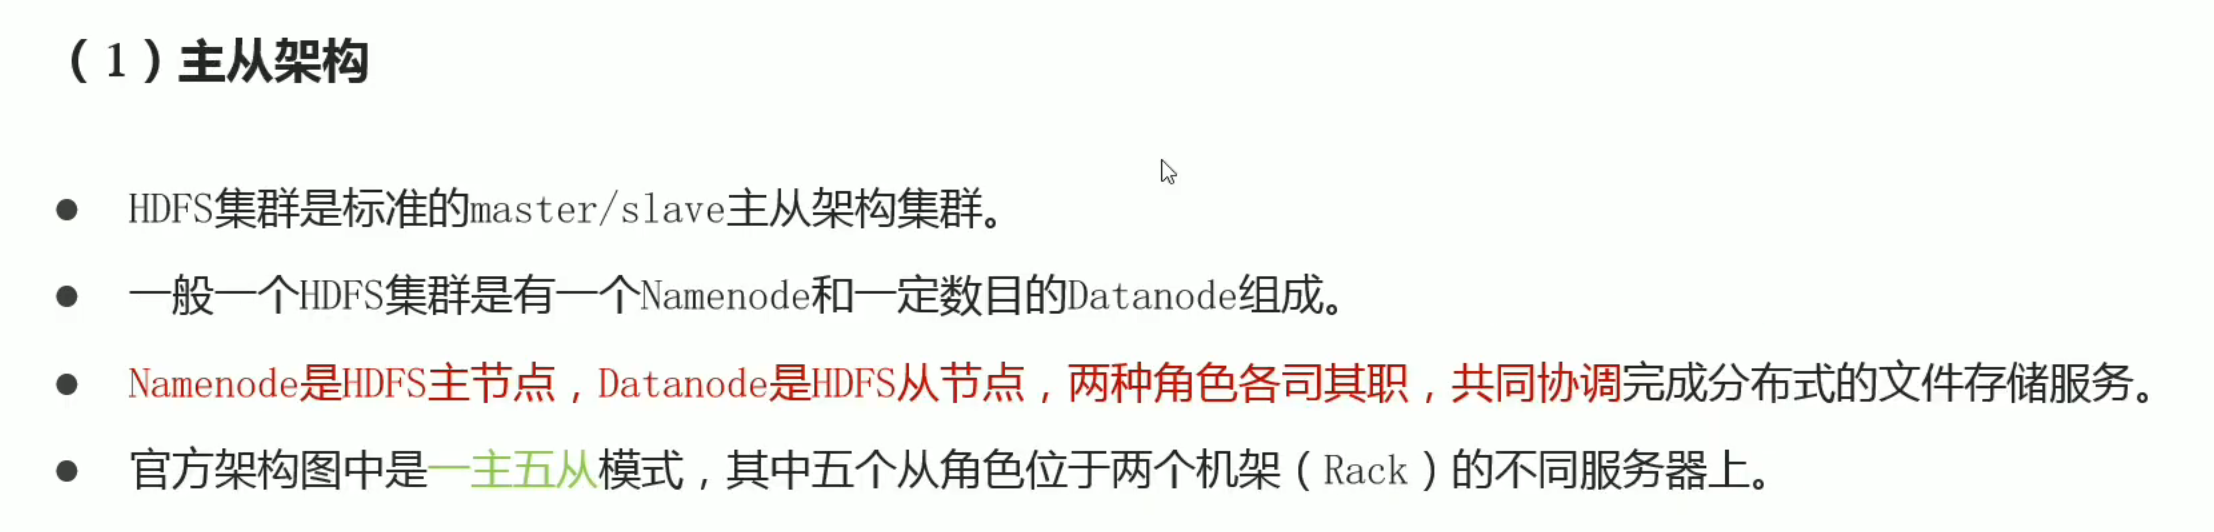 （1）主从架构
● HDFS集群是标准的master/slave主从架构集群。
● 一般一个HDFS集群是有一个Namenode和一定数目的Datanode组成。
● Namenode是HDFS主节点，Datanode是HDFS从节点，两种角色各司其职，共同协调完成分布式的文件存储服务。
● 官方架构图中是一主五从模式，其中五个从角色位于两个机架（Rack）的不同服务器上。